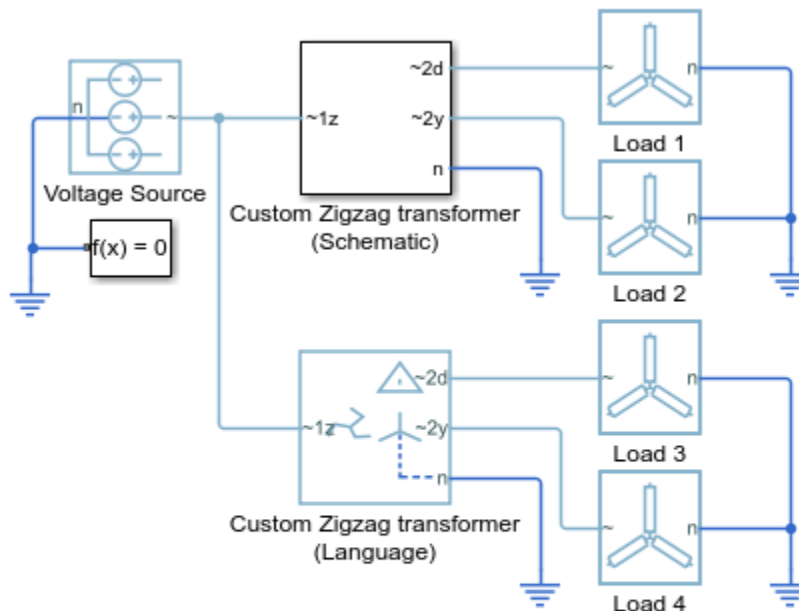 n
~
Voltage Source
f(x) = 0
~1z
~2d
~2y
n
Custom Zigzag transformer
(Schematic)
~
n
Load 1
~
n
Load 2
~1z
~2d
~2y
n
Custom Zigzag transformer
(Language)
~
n
Load 3
~
n
Load 4